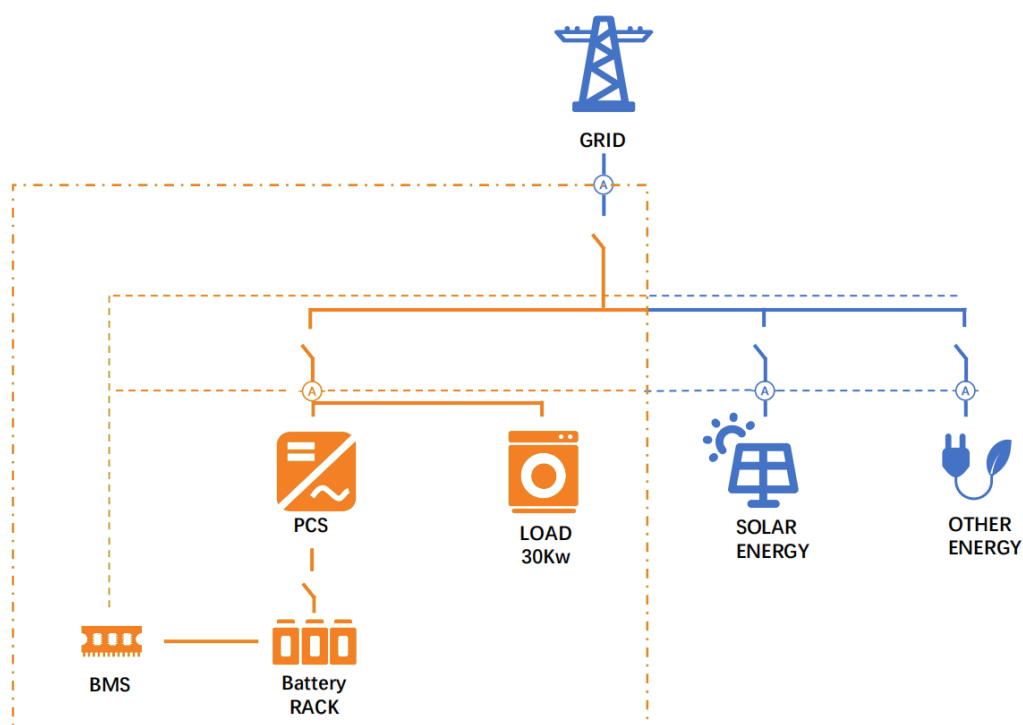 GRID
A
A
A
A
PCS
LOAD
30Kw
SOLAR
ENERGY
OTHER
ENERGY
BMS
Battery
RACK